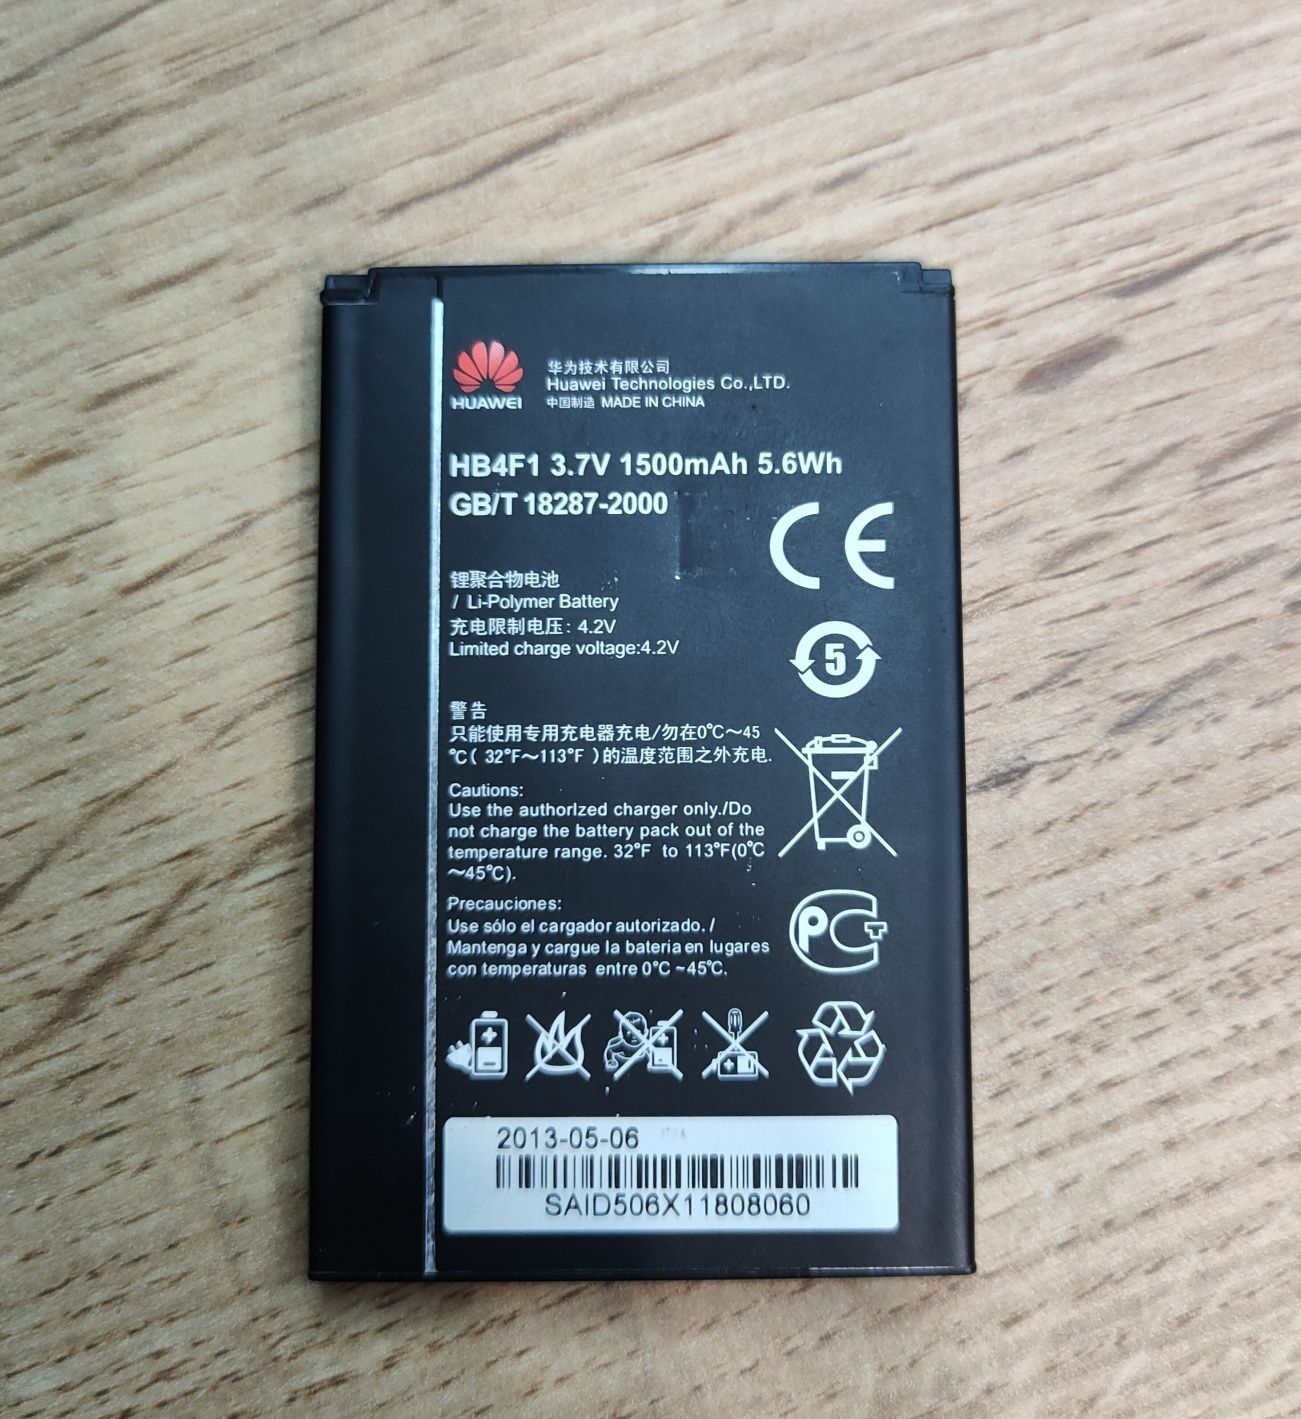 HUAWEI
华为技术有限公司
Huawei Technologies Co.,LTD.
中国制造 MADE IN CHINA
HB4F1 3.7V 1500mAh 5.6Wh
GB/T 18287-2000
CE
锂聚合物电池
/ Li-Polymer Battery
充电限制电压: 4.2V
Limited charge voltage:4.2V
5
警告
只能使用专用充电器充电/勿在0℃～45
℃( 32°F～113°F )的温度范围之外充电.
Cautions:
Use the authorIzed charger only./Do
not charge the battery pack out of the
temperature range. 32°F to 113°F(0℃
～45℃).
Precauciones:
Use sólo el cargador autorizado. /
Mantenga y cargue la bateria en lugares
con temperaturas entre 0℃ ~45℃.
PCT
2013-05-06
SAID506X11808060